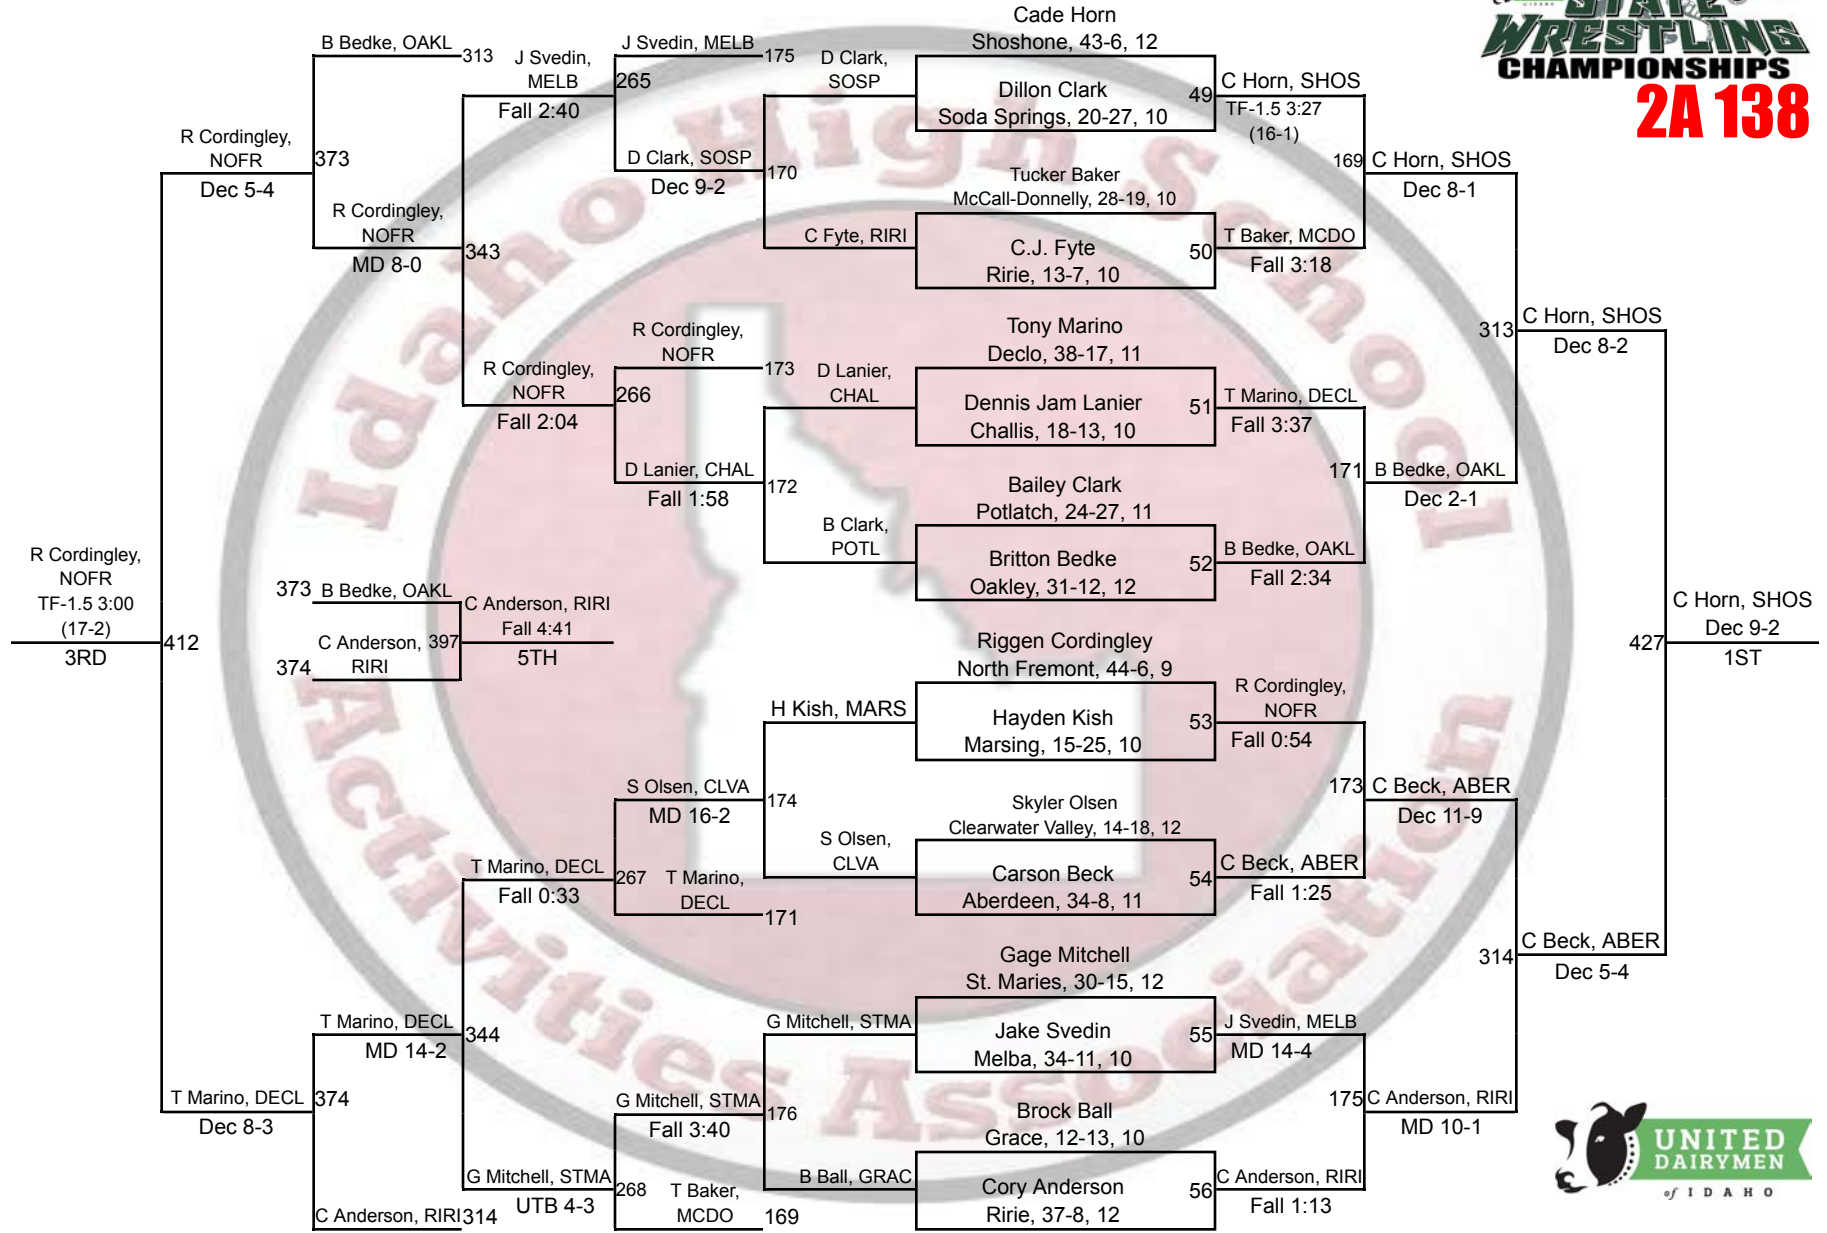 STATE
WRESTLING
CHAMPIONSHIPS
2A 138
Idaho High School
Activities Association
Cade Horn
Shoshone, 43-6, 12
Dillon Clark
Soda Springs, 20-27, 10
49
Tucker Baker
McCall-Donnelly, 28-19, 10
C.J. Fyte
Ririe, 13-7, 10
50
Tony Marino
Declo, 38-17, 11
Dennis Jam Lanier
Challis, 18-13, 10
51
Bailey Clark
Potlatch, 24-27, 11
Britton Bedke
Oakley, 31-12, 12
52
Riggen Cordingley
North Fremont, 44-6, 9
Hayden Kish
Marsing, 15-25, 10
53
Skyler Olsen
Clearwater Valley, 14-18, 12
Carson Beck
Aberdeen, 34-8, 11
54
Gage Mitchell
St. Maries, 30-15, 12
Jake Svedin
Melba, 34-11, 10
55
Brock Ball
Grace, 12-13, 10
Cory Anderson
Ririe, 37-8, 12
56
C Horn, SHOS
TF-1.5 3:27
(16-1)
T Baker, MCDO
Fall 3:18
T Marino, DECL
Fall 3:37
B Bedke, OAKL
Fall 2:34
R Cordingley,
NOFR
Fall 0:54
C Beck, ABER
Fall 1:25
J Svedin, MELB
MD 14-4
C Anderson, RIRI
Fall 1:13
169
C Horn, SHOS
Dec 8-1
171
B Bedke, OAKL
Dec 2-1
173
C Beck, ABER
Dec 11-9
175
C Anderson, RIRI
MD 10-1
313
C Horn, SHOS
Dec 8-2
314
C Beck, ABER
Dec 5-4
427
C Horn, SHOS
Dec 9-2
1ST
D Clark,
SOSP
C Fyte, RIRI
D Lanier,
CHAL
B Clark,
POTL
H Kish, MARS
S Olsen,
CLVA
G Mitchell, STMA
B Ball, GRAC
J Svedin, MELB
175
D Clark, SOSP
Dec 9-2
170
R Cordingley,
NOFR
173
D Lanier, CHAL
Fall 1:58
172
S Olsen, CLVA
MD 16-2
174
T Marino,
DECL
171
G Mitchell, STMA
Fall 3:40
176
T Baker,
MCDO
169
J Svedin,
MELB
Fall 2:40
265
R Cordingley,
NOFR
Fall 2:04
266
T Marino, DECL
Fall 0:33
267
G Mitchell, STMA
UTB 4-3
268
B Bedke, OAKL
313
R Cordingley,
NOFR
MD 8-0
343
T Marino, DECL
MD 14-2
344
C Anderson, RIRI
314
R Cordingley,
NOFR
Dec 5-4
373
T Marino, DECL
Dec 8-3
374
R Cordingley,
NOFR
TF-1.5 3:00
(17-2)
3RD
412
373
B Bedke, OAKL
374
C Anderson,
RIRI
397
C Anderson, RIRI
Fall 4:41
5TH
UNITED
DAIRYMEN
of IDAHO